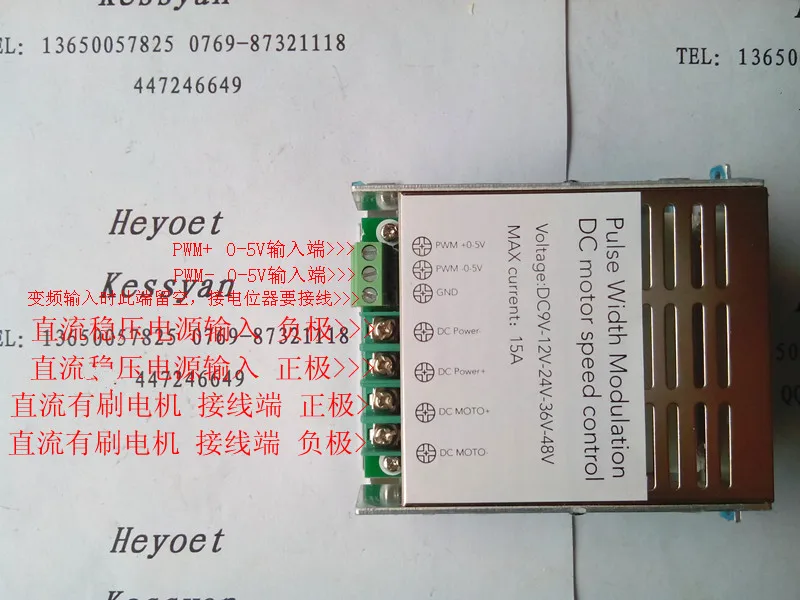 Kessyan
EL: 13650057825 0769-87321118
447246649
TEL: 13650
Heyoet
Kessyan
EL: 13650057825 0769-87321118
447246649
Heyoet
Kessyan
PWM+ 0-5V输入端>>>
PWM- 0-5V输入端>>>
变频输入时此端留空，接电位器要接线>>>
直流稳压电源输入 负极>>
直流稳压电源输入 正极>>
直流有刷电机 接线端 正极>
直流有刷电机 接线端 负极>
PWM +0-5V
PWM -0-5V
GND
DC Power-
DC Power+
DC MOTO+
DC MOTO-
Pulse Width Modulation
DC motor speed control
Voltage:DC9V-12V-24V-36V-48V
MAX current: 15A